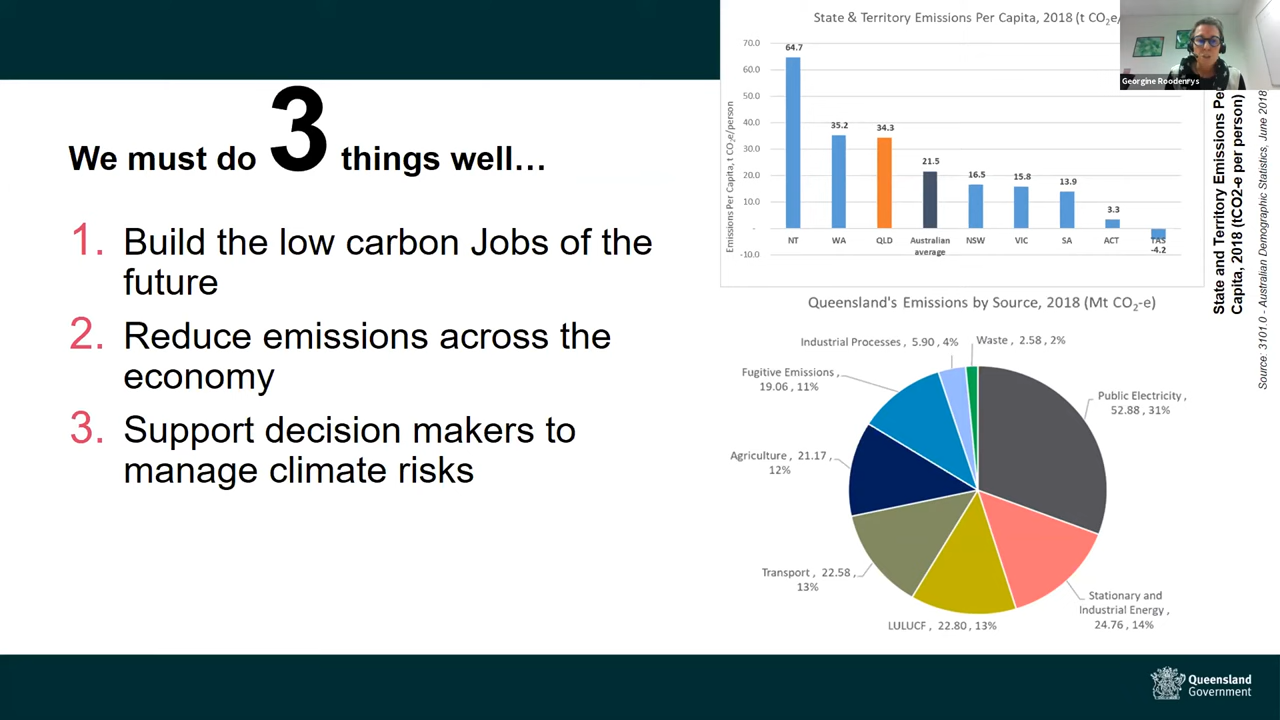 We must do 3 things well…
1. Build the low carbon Jobs of the
future
2. Reduce emissions across the
economy
3. Support decision makers to
manage climate risks
State & Territory Emissions Per Capita, 2018 (t CO2e/
Emissions Per Capita, t CO2e/person
70.0
60.0
50.0
40.0
30.0
20.0
10.0
-
-10.0
64.7
35.2
34.3
21.5
16.5
15.8
13.9
3.3
-4.2
NT
WA
QLD
Australian
average
NSW
VIC
SA
ACT
TAS
Georgine Roodenrys
State and Territory Emissions Per
Capita, 2018 (tCO2-e per person)
Source: 3101.0 - Australian Demographic Statistics, June 2018
Queensland's Emissions by Source, 2018 (Mt CO2-e)
Industrial Processes , 5.90 , 4%
Waste , 2.58 , 2%
Fugitive Emissions ,
19.06 , 11%
Public Electricity ,
52.88 , 31%
Agriculture , 21.17 ,
12%
Transport , 22.58 ,
13%
Stationary and
Industrial Energy ,
24.76 , 14%
LULUCF , 22.80 , 13%
Queensland
Government